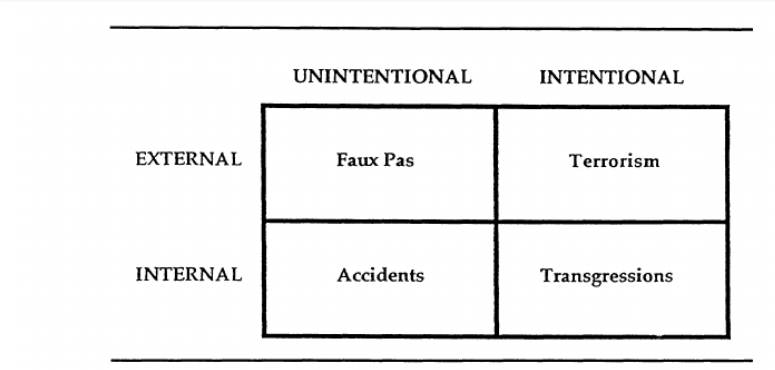 UNINTENTIONAL INTENTIONAL
EXTERNAL Faux Pas Terrorism
INTERNAL Accidents Transgressions